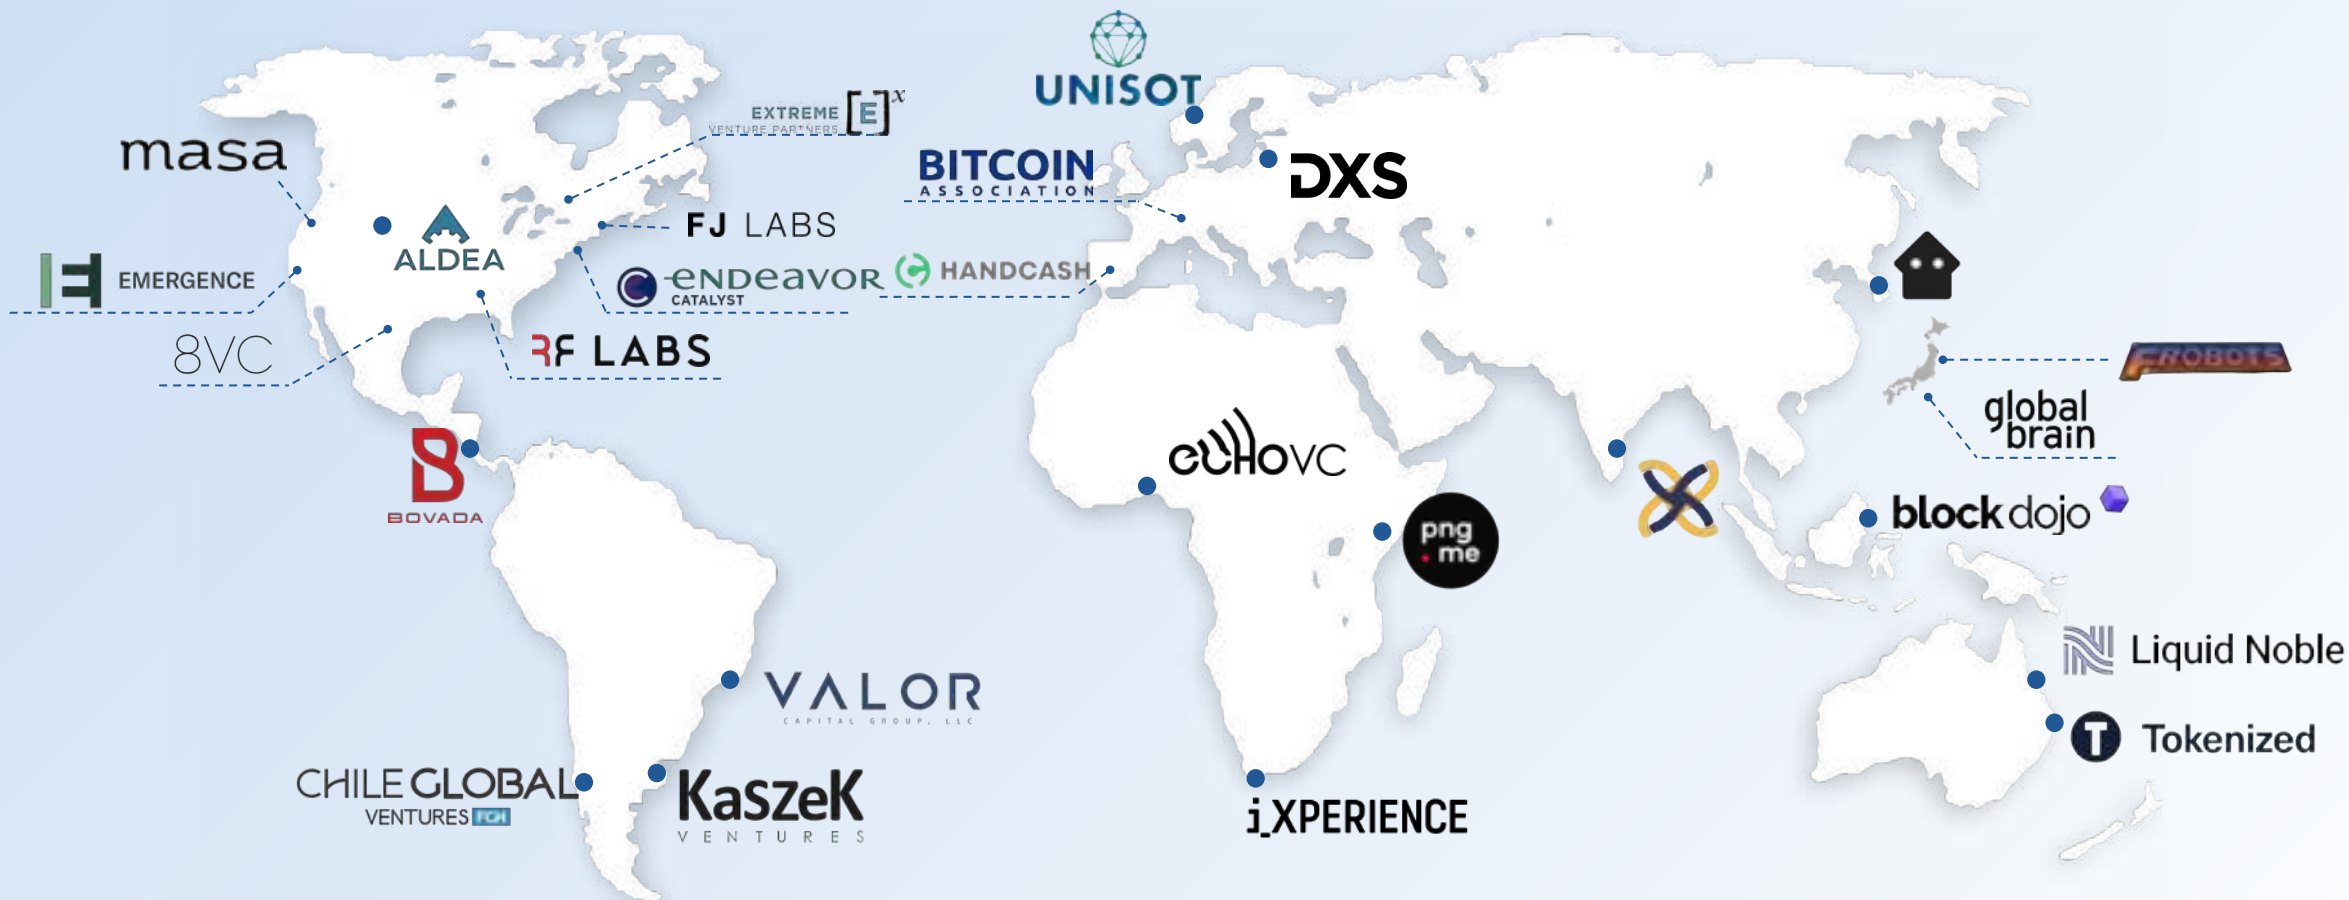 UNISOT
EXTREME
VENTURE PARTNERS
[E]x
masa
BITCOIN
ASSOCIATION
DXS
FJ LABS
ALDEA
EMERGENCE
endeavor
CATALYST
HANDCASH
8VC
RF LABS
FROBOTS
global
brain
BOVADA
echoVC
png
.me
blockdojo
Liquid Noble
VALOR
CAPITAL GROUP, LLC
T Tokenized
CHILE GLOBAL
VENTURES
KaszeK
VENTURES
i_XPERIENCE